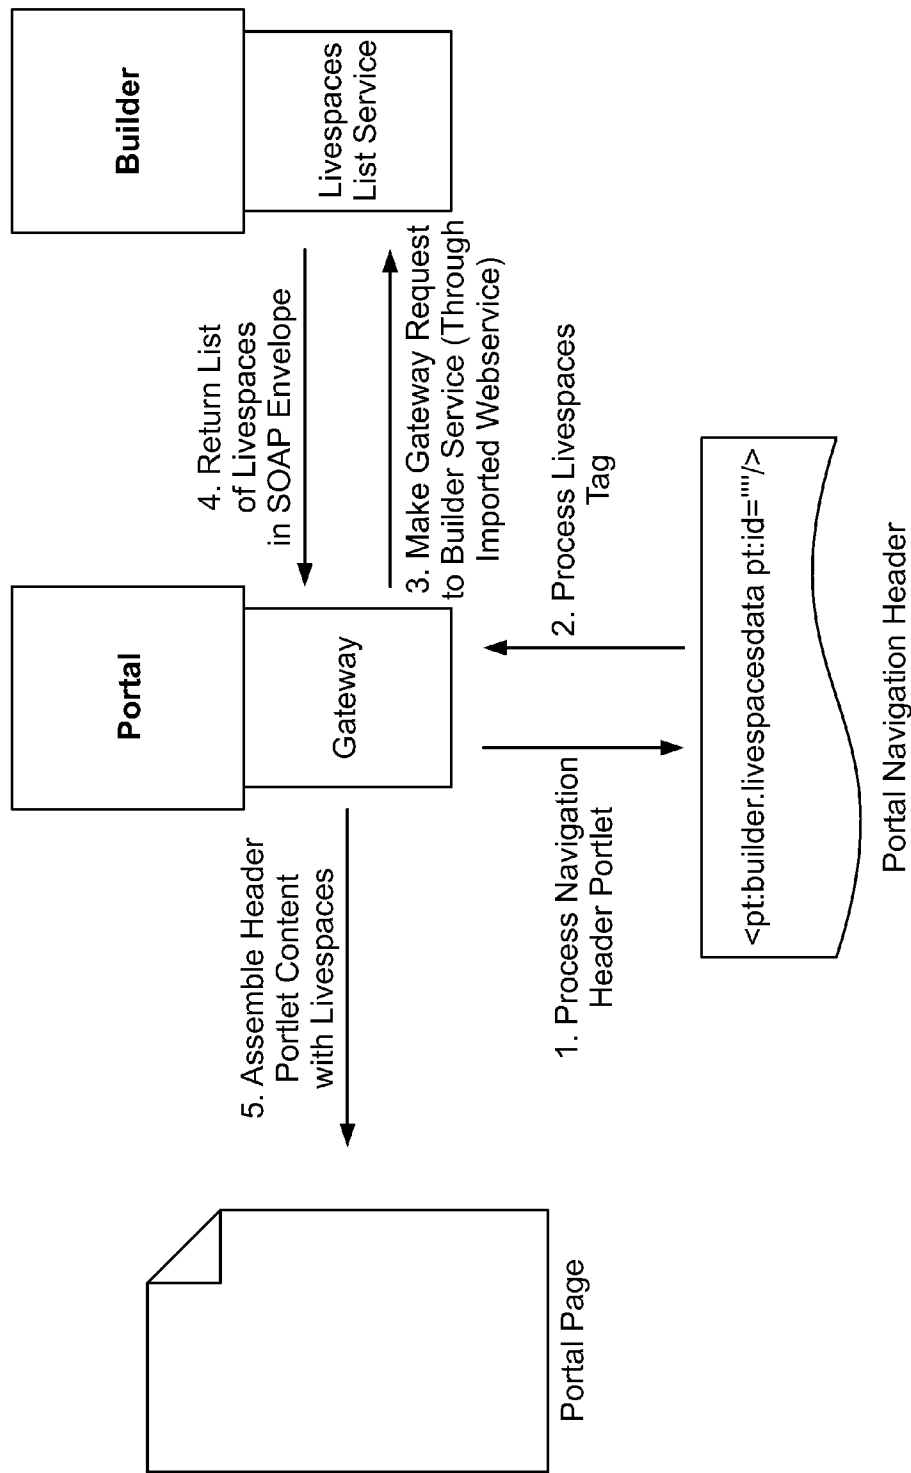 Portal Page
5. Assemble Header
Portlet Content
with Livespaces
Portal
Gateway
1. Process Navigation
Header Portlet
2. Process Livespaces
Tag
<pt:builder.livespacesdata pt:id=""/>
Portal Navigation Header
4. Return List
of Livespaces
in SOAP Envelope
3. Make Gateway Request
to Builder Service (Through
Imported Webservice)
Builder
Livespaces
List Service